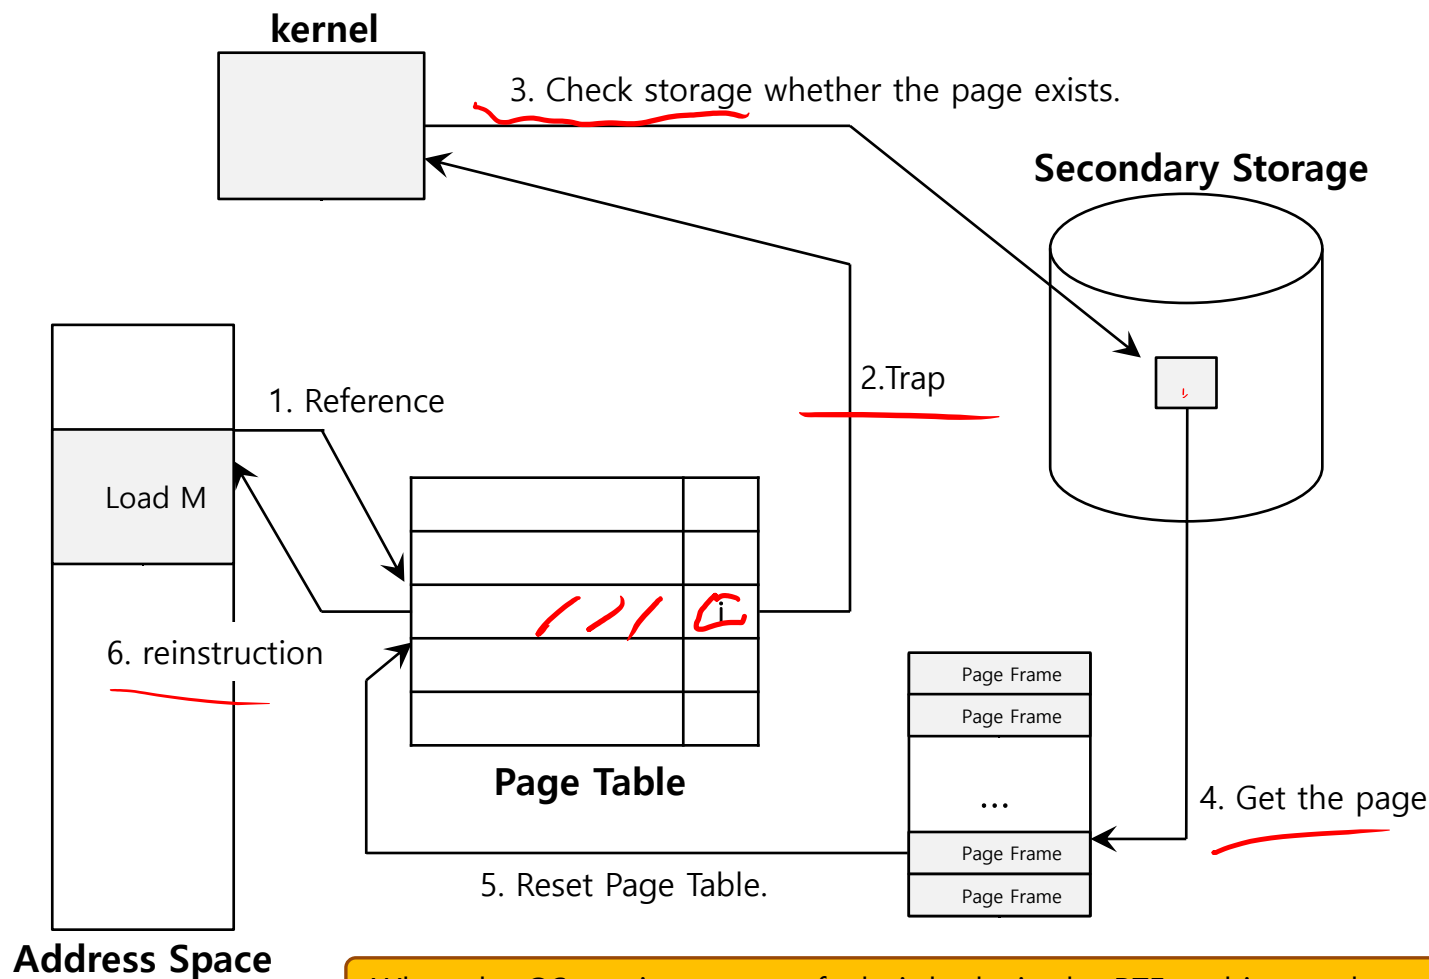 kernel
3. Check storage whether the page exists.
Secondary Storage
2.Trap
1. Reference
Load M
i
6. reinstruction
Page Frame
Page Frame
...
Page Frame
Page Frame
Page Table
4. Get the page
5. Reset Page Table.
Address Space